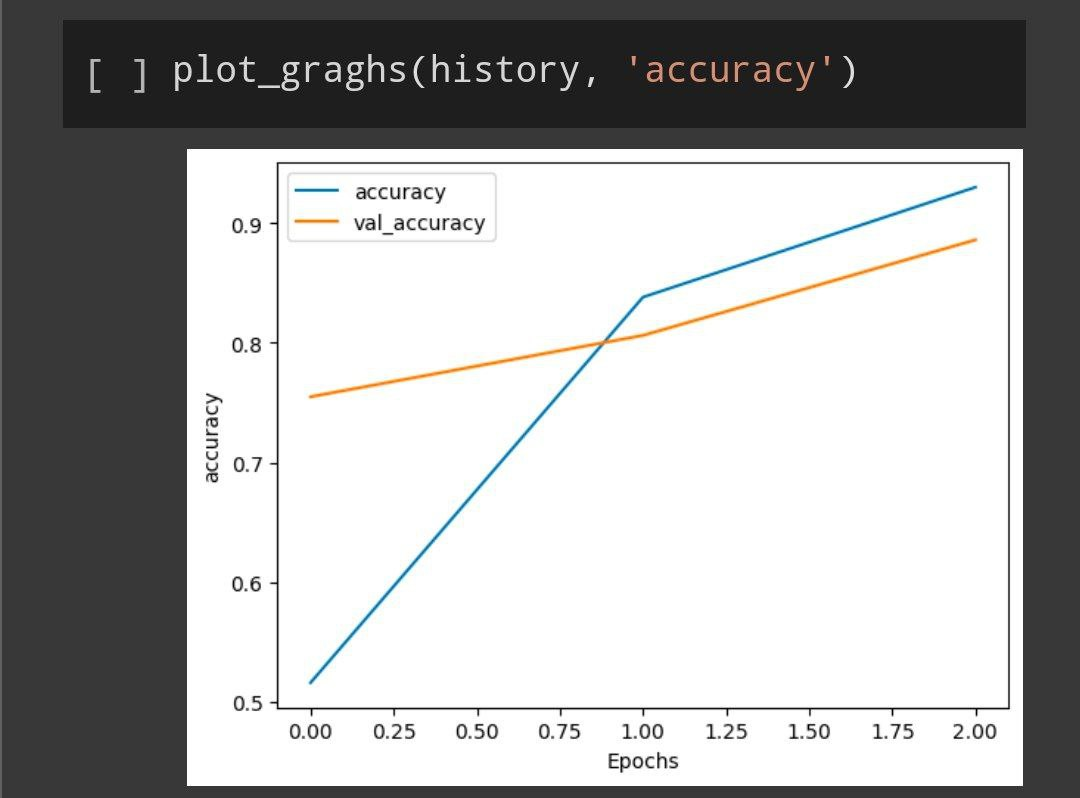 [ ] plot_graghs(history, 'accuracy')
accuracy
val_accuracy
0.9
0.8
0.7
0.6
0.5
accuracy
0.00 0.25 0.50 0.75 1.00 1.25 1.50 1.75 2.00
Epochs